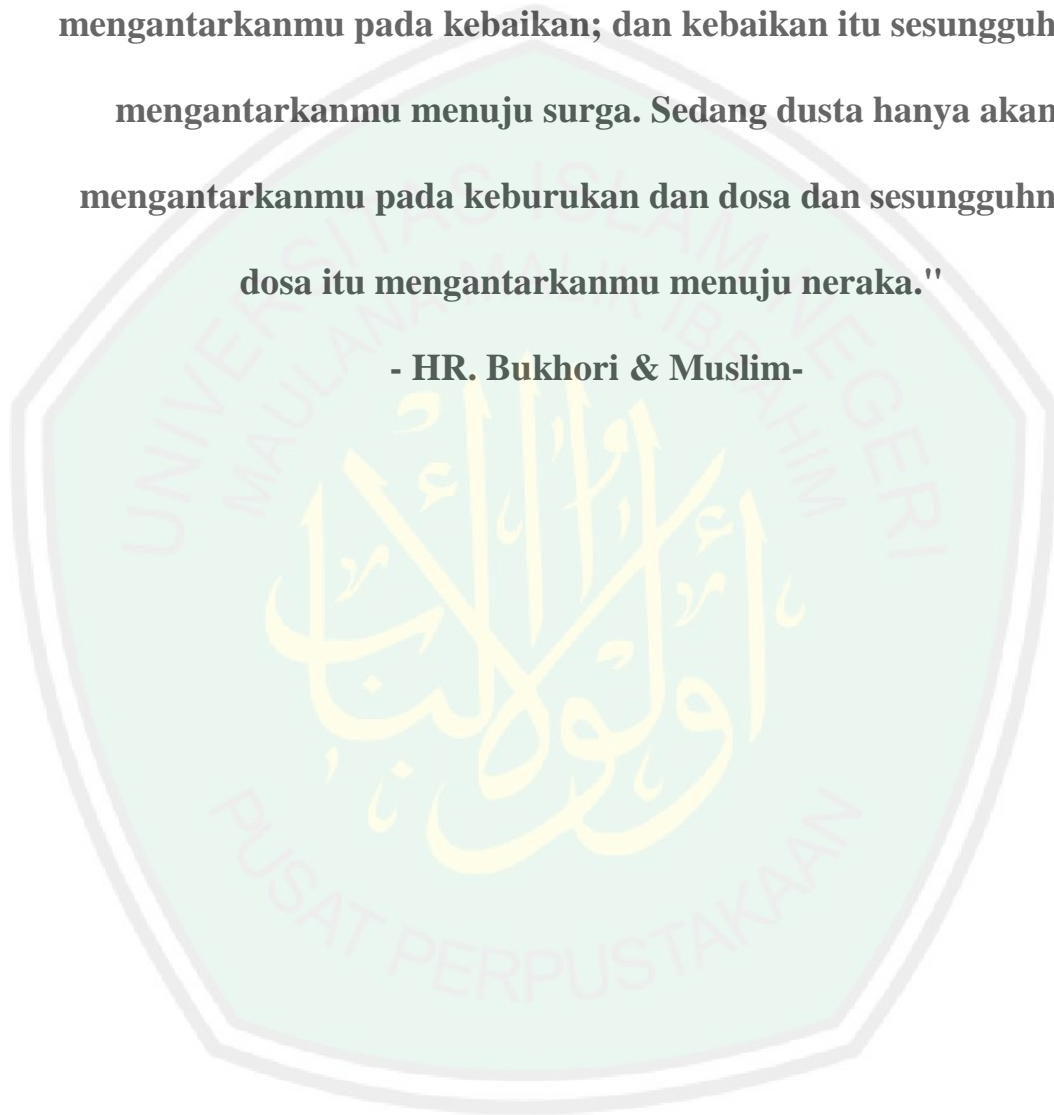 mengantarkanmu pada kebaikan; dan kebaikan itu sesungguh
mengantarkanmu menuju surga. Sedang dusta hanya akan
mengantarkanmu pada keburukan dan dosa dan sesungguhn
dosa itu mengantarkanmu menuju neraka."
- HR. Bukhori & Muslim-
UNIVERSITAS ISLAM NEGERI
MAULANA MALIK IBRAHIM
PUSAT PERPUSTAKAAN